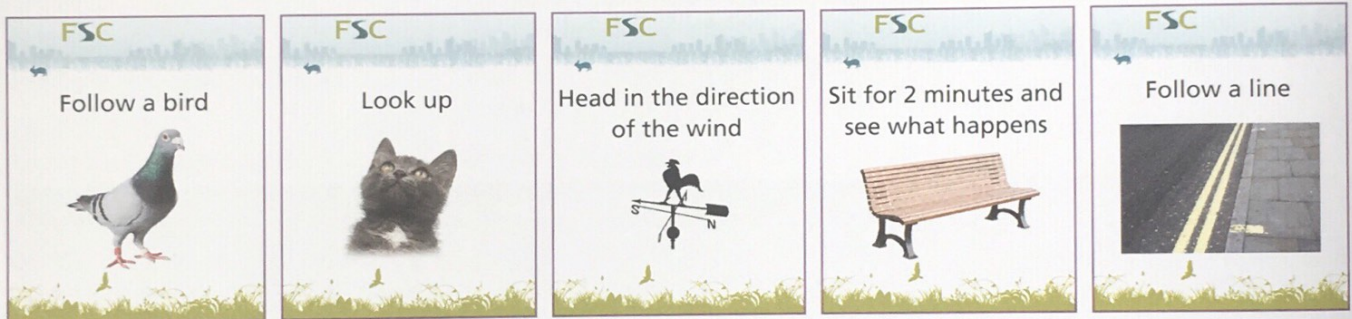 FSC
Follow a bird
FSC
Look up
FSC
Head in the direction
of the wind
S
N
FSC
Sit for 2 minutes and
see what happens
FSC
Follow a line